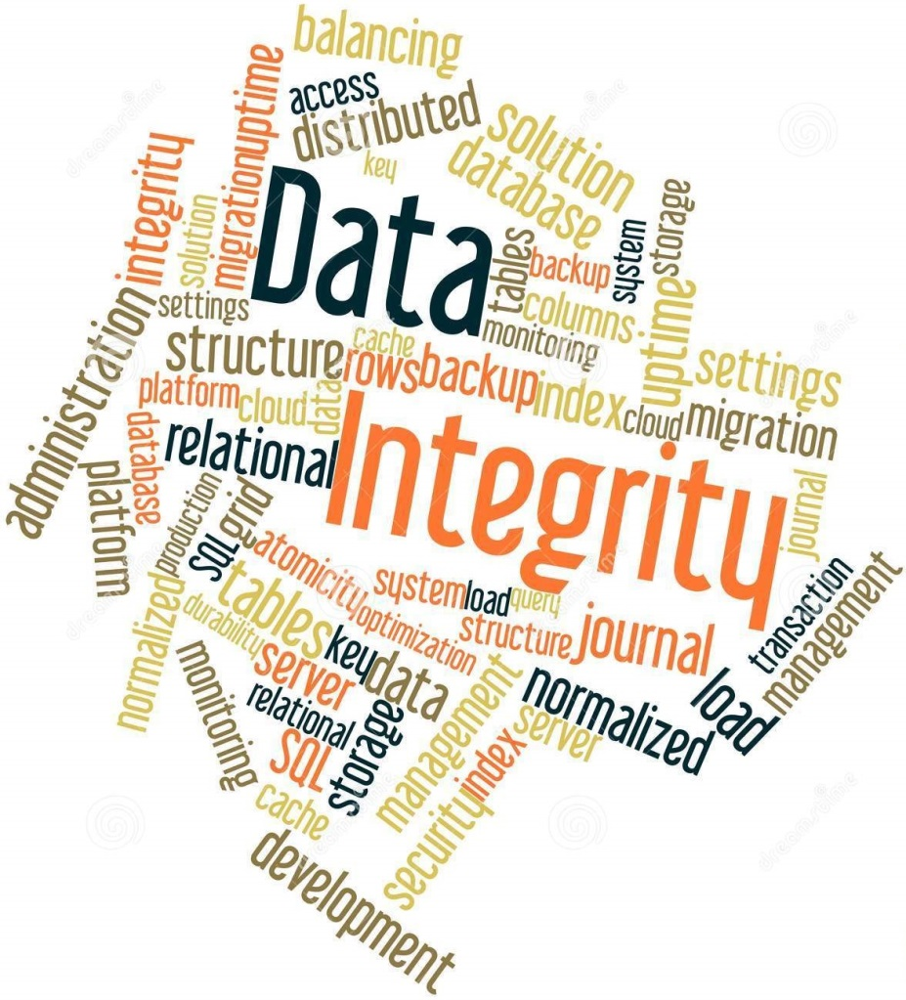 balancing
uptime
access
distributed
key
solution
database
integrity
solution
migration
Data
tables
backup
system
storage
settings
columns
uptime
monitoring
administration
structure
cache
rows
backup
index
settings
platform
cloud
data
cloud
migration
database
relational
Integrity
journal
platform
production
SQL
grid
atomicity
system
load
query
transaction
management
normalized
durability
tables
optimization
structure
journal
monitoring
server
key
data
normalized
load
relational
storage
management
server
SQL
index
cache
security
development
dreamstime